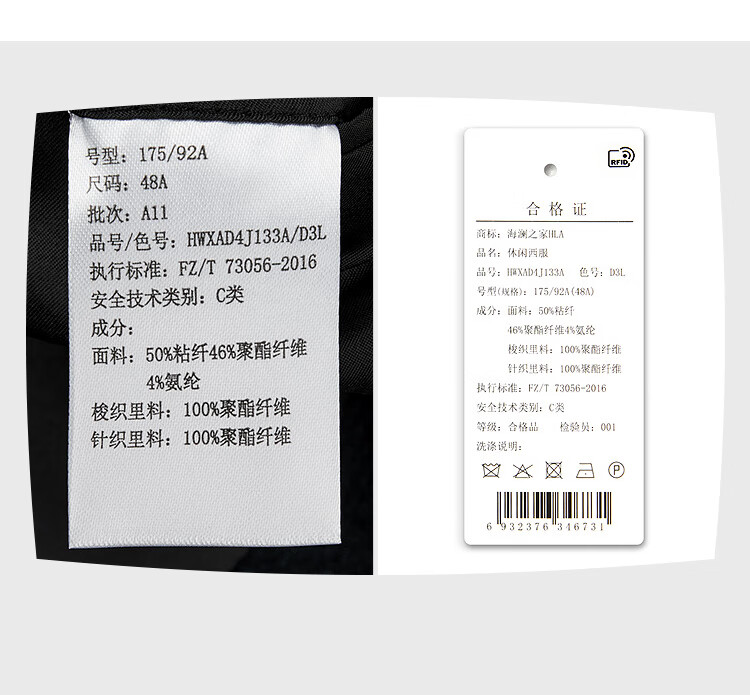 号型: 175/92A
尺码: 48A
批次: A11
品号/色号: HWXAD4J133A/D3L
执行标准: FZ/T 73056-2016
安全技术类别: C类
成分:
面料: 50%粘纤46%聚酯纤维
4%氨纶
梭织里料: 100%聚酯纤维
针织里料: 100%聚酯纤维
RFID
合格证
商标: 海澜之家HLA
品名: 休闲西服
品号: HWXAD4J133A 色号: D3L
号型(规格): 175/92A(48A)
成分: 面料: 50%粘纤
46%聚酯纤维4%氨纶
梭织里料: 100%聚酯纤维
针织里料: 100%聚酯纤维
执行标准: FZ/T 73056-2016
安全技术类别: C类
等级: 合格品 检验员: 001
洗涤说明:
P
6 932376 346731